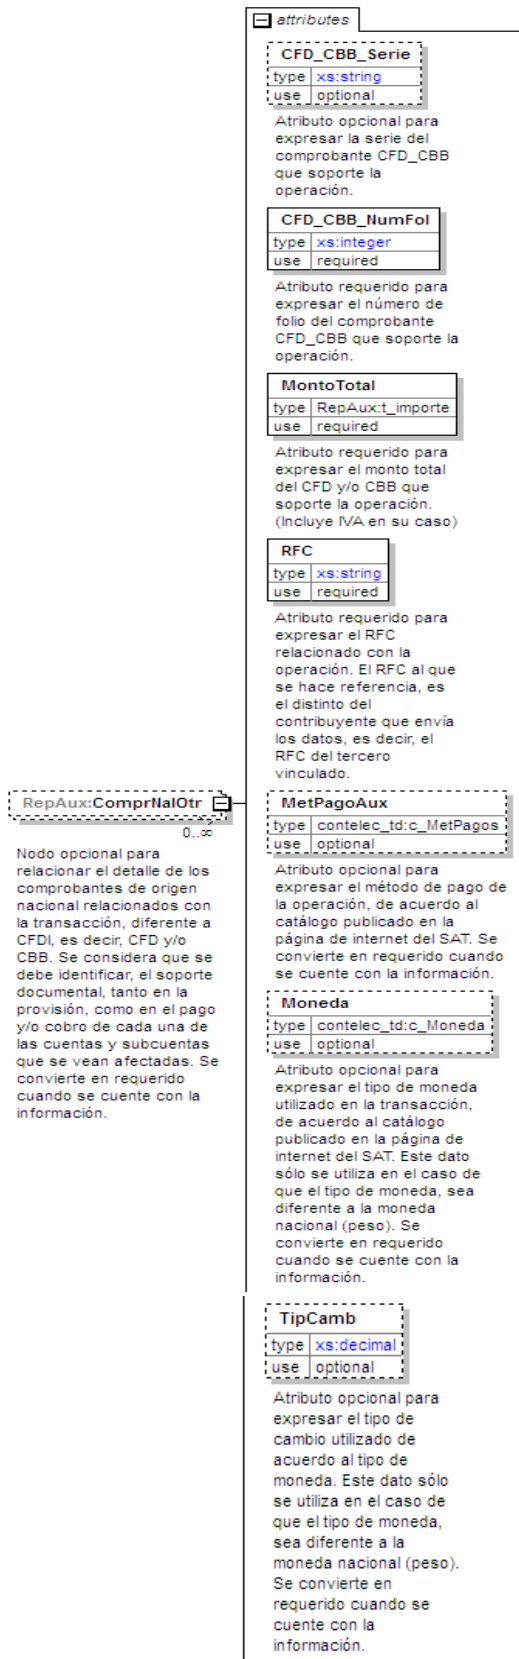 attributes
CFD_CBB_Serie
type xs:string
use optional
Atributo opcional para
expresar la serie del
comprobante CFD_CBB
que soporte la
operación.
CFD_CBB_NumFol
type xs:integer
use required
Atributo requerido para
expresar el número de
folio del comprobante
CFD_CBB que soporte la
operación.
MontoTotal
type RepAux:t_importe
use required
Atributo requerido para
expresar el monto total
del CFD y/o CBB que
soporte la operación.
(Incluye IVA en su caso)
RFC
type xs:string
use required
Atributo requerido para
expresar el RFC
relacionado con la
operación. El RFC al que
se hace referencia, es
el distinto del
contribuyente que envía
los datos, es decir, el
RFC del tercero
vinculado.
RepAux:ComprNalOtr
0..∞
Nodo opcional para
relacionar el detalle de los
comprobantes de origen
nacional relacionados con
la transacción, diferente a
CFDI, es decir, CFD y/o
CBB. Se considera que se
debe identificar, el soporte
documental, tanto en la
provisión, como en el pago
y/o cobro de cada una de
las cuentas y subcuentas
que se vean afectadas. Se
convierte en requerido
cuando se cuente con la
información.
MetPagoAux
type contelec_td:c_MetPagos
use optional
Atributo opcional para
expresar el método de pago de
la operación, de acuerdo al
catálogo publicado en la
página de internet del SAT. Se
convierte en requerido cuando
se cuente con la información.
Moneda
type contelec_td:c_Moneda
use optional
Atributo opcional para
expresar el tipo de moneda
utilizado en la transacción,
de acuerdo al catálogo
publicado en la página de
internet del SAT. Este dato
sólo se utiliza en el caso de
que el tipo de moneda, sea
diferente a la moneda
nacional (peso). Se
convierte en requerido
cuando se cuente con la
información.
TipCamb
type xs:decimal
use optional
Atributo opcional para
expresar el tipo de
cambio utilizado de
acuerdo al tipo de
moneda. Este dato sólo
se utiliza en el caso de
que el tipo de moneda,
sea diferente a la
moneda nacional (peso).
Se convierte en
requerido cuando se
cuente con la
información.